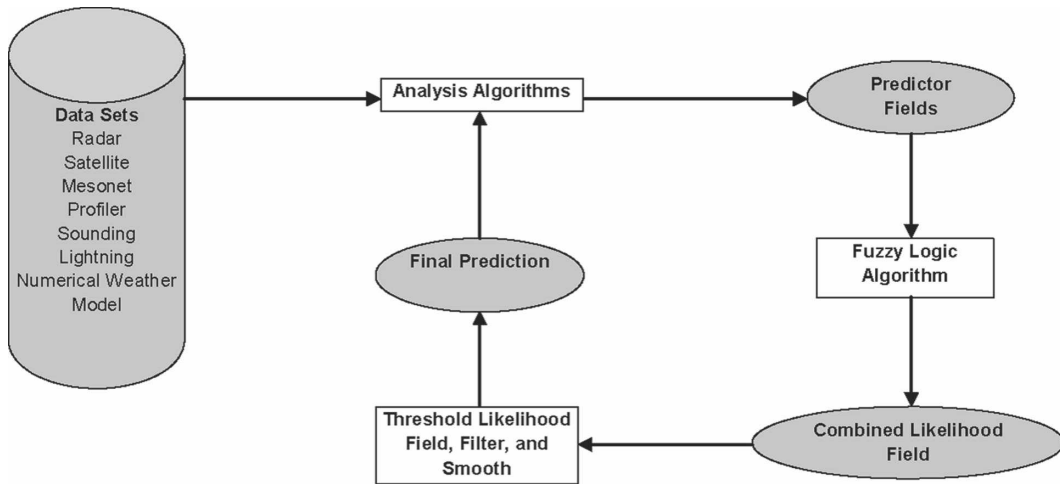 Data Sets
Radar
Satellite
Mesonet
Profiler
Sounding
Lightning
Numerical Weather
Model
Analysis Algorithms
Predictor
Fields
Fuzzy Logic
Algorithm
Combined Likelihood
Field
Threshold Likelihood
Field, Filter, and
Smooth
Final Prediction